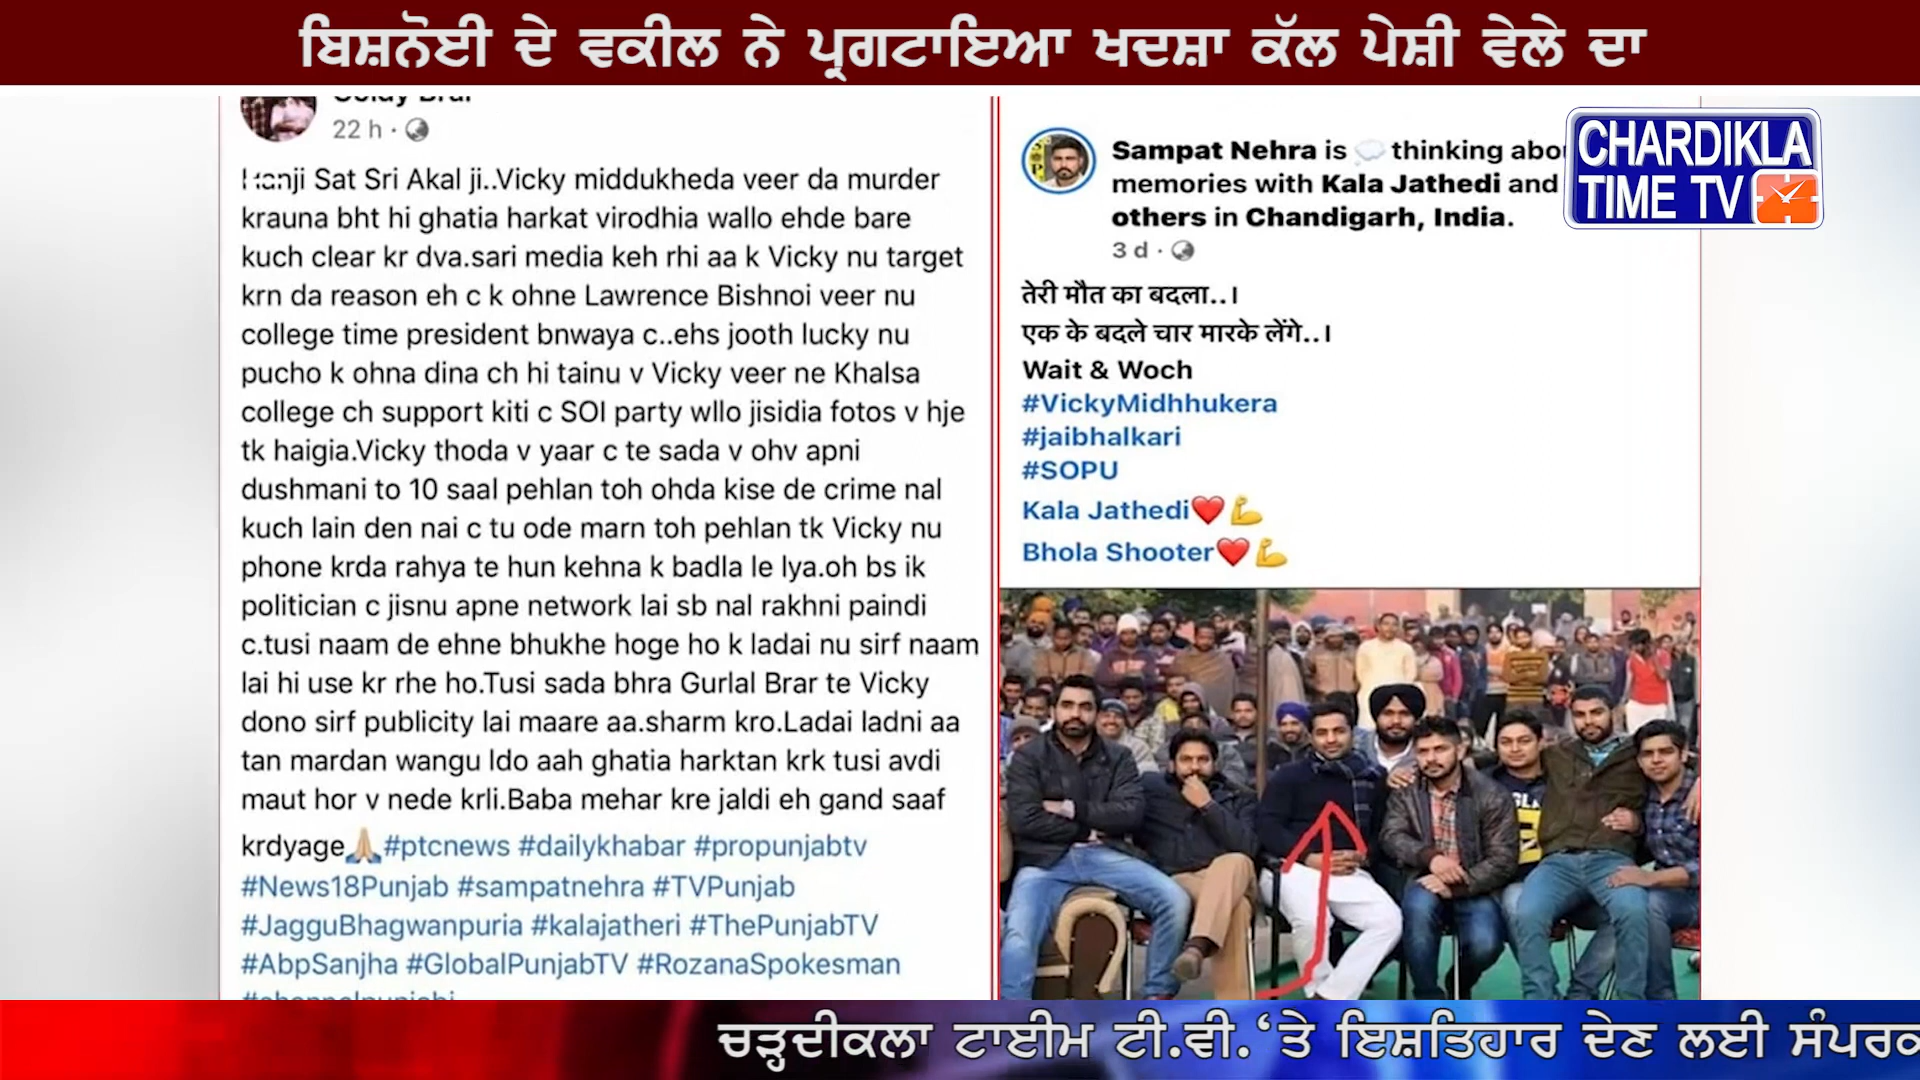 ਬਿਸ਼ਨੋਈ ਦੇ ਵਕੀਲ ਨੇ ਪ੍ਰਗਟਾਇਆ ਖਦਸ਼ਾ ਕੱਲ ਪੇਸ਼ੀ ਵੇਲੇ ਦਾ
Goldy Brar
22 h ·
Hanji Sat Sri Akal ji..Vicky middukheda veer da murder
krauna bht hi ghatia harkat virodhia wallo ehde bare
kuch clear kr dva.sari media keh rhi aa k Vicky nu target
krn da reason eh c k ohne Lawrence Bishnoi veer nu
college time president bnwaya c..ehs jooth lucky nu
pucho k ohna dina ch hi tainu v Vicky veer ne Khalsa
college ch support kiti c SOI party wllo jisidia fotos v hje
tk haigia.Vicky thoda v yaar c te sada v ohv apni
dushmani to 10 saal pehlan toh ohda kise de crime nal
kuch lain den nai c tu ode marn toh pehlan tk Vicky nu
phone krda rahya te hun kehna k badla le lya.oh bs ik
politician c jisnu apne network lai sb nal rakhni paindi
c.tusi naam de ehne bhukhe hoge ho k ladai nu sirf naam
lai hi use kr rhe ho.Tusi sada bhra Gurlal Brar te Vicky
dono sirf publicity lai maare aa.sharm kro.Ladai ladni aa
tan mardan wangu ldo aah ghatia harktan krk tusi avdi
maut hor v nede krli.Baba mehar kre jaldi eh gand saaf
krdyage🙏#ptcnews #dailykhabar #propunjabtv
#News18Punjab #sampatnehra #TVPunjab
#JagguBhagwanpuria #kalajatheri #ThePunjabTV
#AbpSanjha #GlobalPunjabTV #RozanaSpokesman
Sampat Nehra is 💭 thinking abou
memories with Kala Jathedi and
others in Chandigarh, India.
3 d ·
तेरी मौत का बदला..।
एक के बदले चार मारके लेंगे..।
Wait & Woch
#VickyMidhhukera
#jaibhalkari
#SOPU
Kala Jathedi❤️💪
Bhola Shooter❤️💪
CHARDIKLA
TIME TV
ਚੜ੍ਹਦੀਕਲਾ ਟਾਈਮ ਟੀ.ਵੀ.‘ਤੇ ਇਸ਼ਤਿਹਾਰ ਦੇਣ ਲਈ ਸੰਪਰਕ